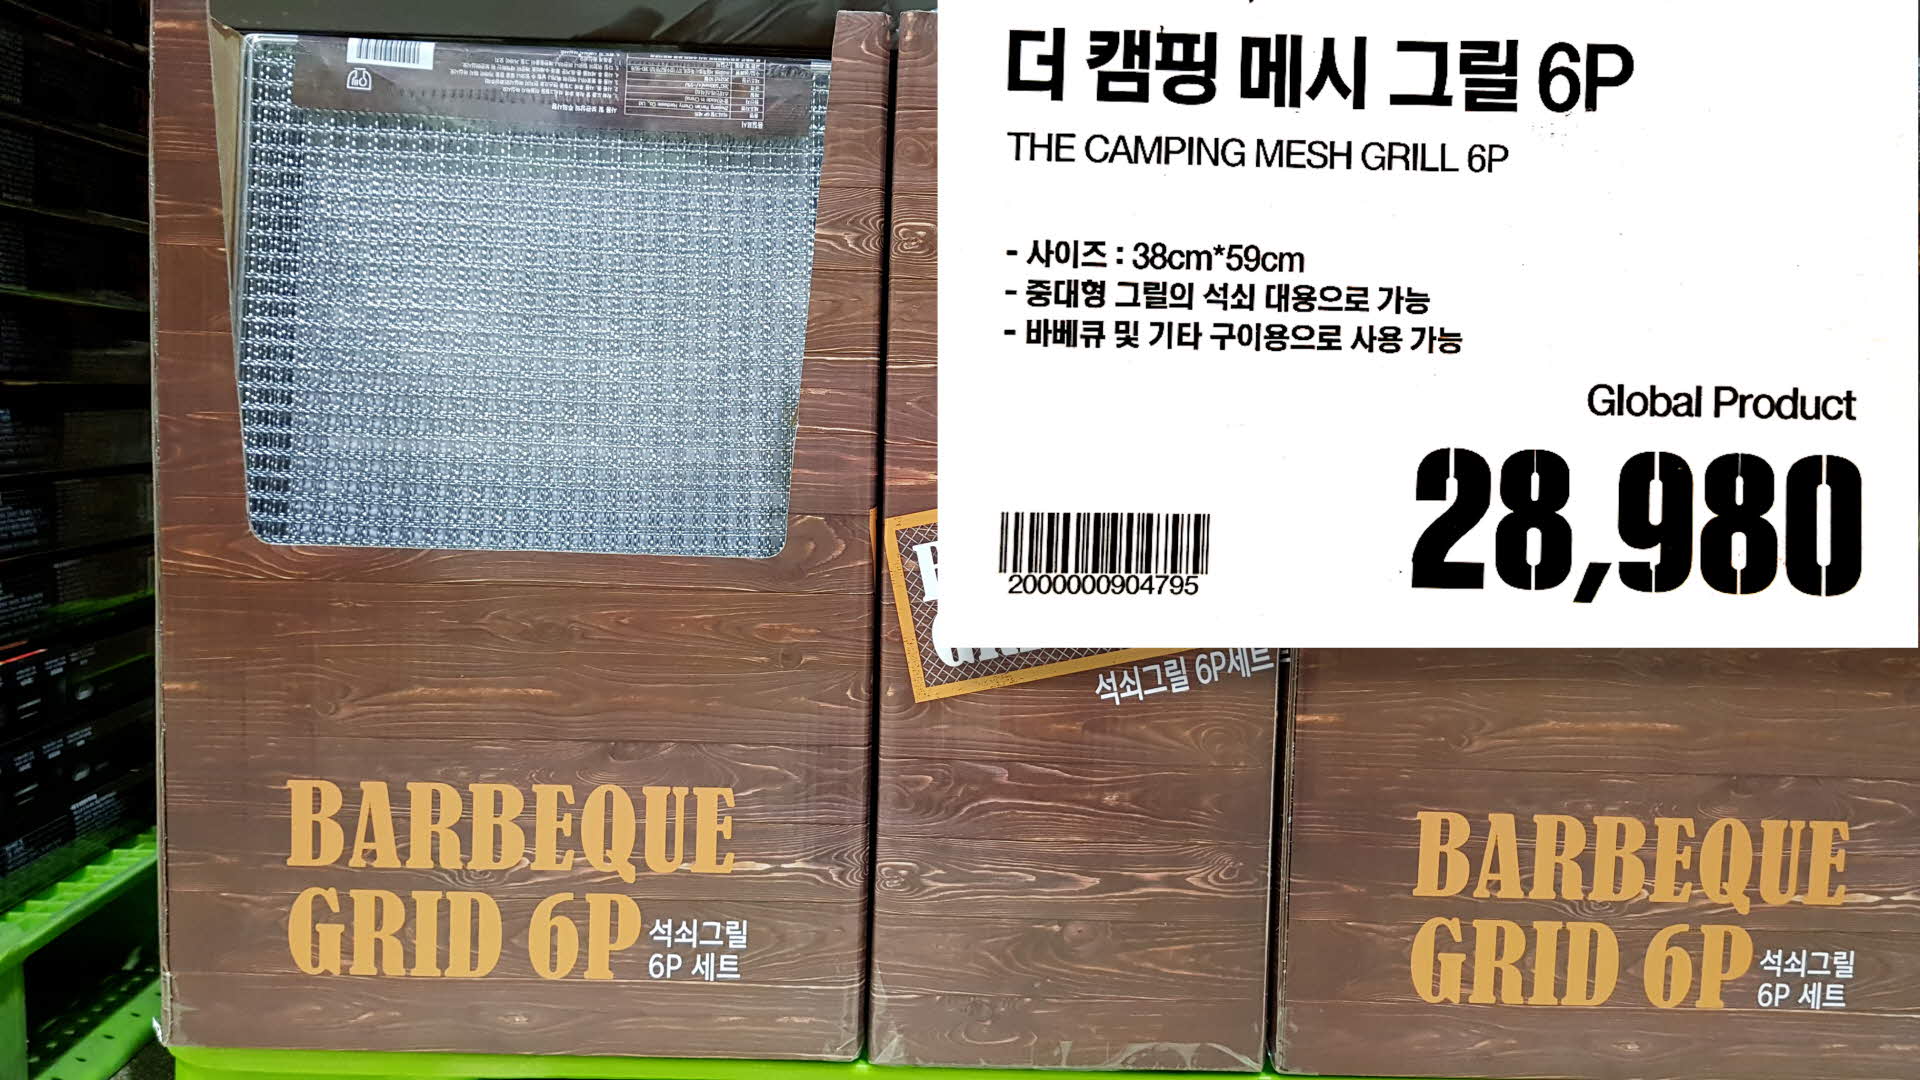 더 캠핑 메시 그릴 6P
THE CAMPING MESH GRILL 6P
- 사이즈 : 38cm*59cm
- 중대형 그릴의 석쇠 대용으로 가능
- 바베큐 및 기타 구이용으로 사용 가능
Global Product
28,980
2000000904795
석쇠그릴 6P세트
BARBEQUE
GRID 6P
석쇠그릴
6P 세트
BARBEQUE
GRID 6P
석쇠그릴
6P 세트